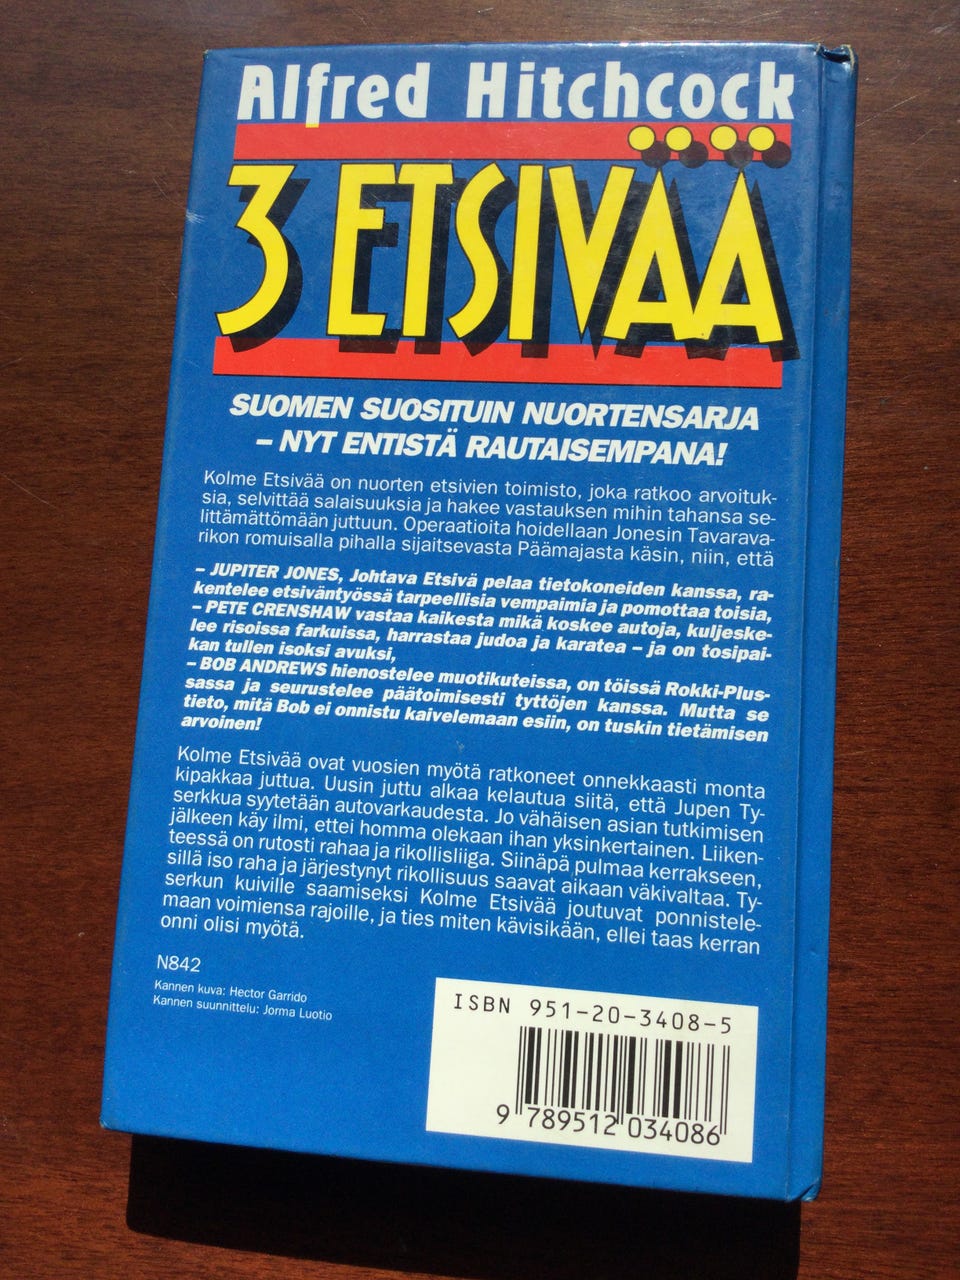 Alfred Hitchcock
3 ETSIVÄÄ
SUOMEN SUOSITUIN NUORTENSARJA
– NYT ENTISTÄ RAUTAISEMPANA!
Kolme Etsivää on nuorten etsivien toimisto, joka ratkoo arvoituk-
sia, selvittää salaisuuksia ja hakee vastauksen mihin tahansa se-
littämättömään juttuun. Operaatioita hoidellaan Jonesin Tavarava-
rikon romuisalla pihalla sijaitsevasta Päämajasta käsin, niin, että
– JUPITER JONES, Johtava Etsivä pelaa tietokoneiden kanssa, ra-
kentelee etsiväntyössä tarpeellisia vempaimia ja pomottaa toisia,
– PETE CRENSHAW vastaa kaikesta mikä koskee autoja, kuljeske-
lee risoissa farkuissa, harrastaa judoa ja karatea – ja on tosipai-
kan tullen isoksi avuksi,
– BOB ANDREWS hienostelee muotikuteissa, on töissä Rokki-Plus-
sassa ja seurustelee päätoimisesti tyttöjen kanssa. Mutta se
tieto, mitä Bob ei onnistu kaivelemaan esiin, on tuskin tietämisen
arvoinen!
Kolme Etsivää ovat vuosien myötä ratkoneet onnekkaasti monta
kipakkaa juttua. Uusin juttu alkaa kelautua siitä, että Jupen Ty-
serkkua syytetään autovarkaudesta. Jo vähäisen asian tutkimisen
jälkeen käy ilmi, ettei homma olekaan ihan yksinkertainen. Liiken-
teessä on rutosti rahaa ja rikollisliiga. Siinäpä pulmaa kerrakseen,
sillä iso raha ja järjestynyt rikollisuus saavat aikaan väkivaltaa. Ty-
serkun kuiville saamiseksi Kolme Etsivää joutuvat ponnistele-
maan voimiensa rajoille, ja ties miten kävisikään, ellei taas kerran
onni olisi myötä.
N842
Kannen kuva: Hector Garrido
Kannen suunnittelu: Jorma Luotio
ISBN 951-20-3408-5
9 789512 034086